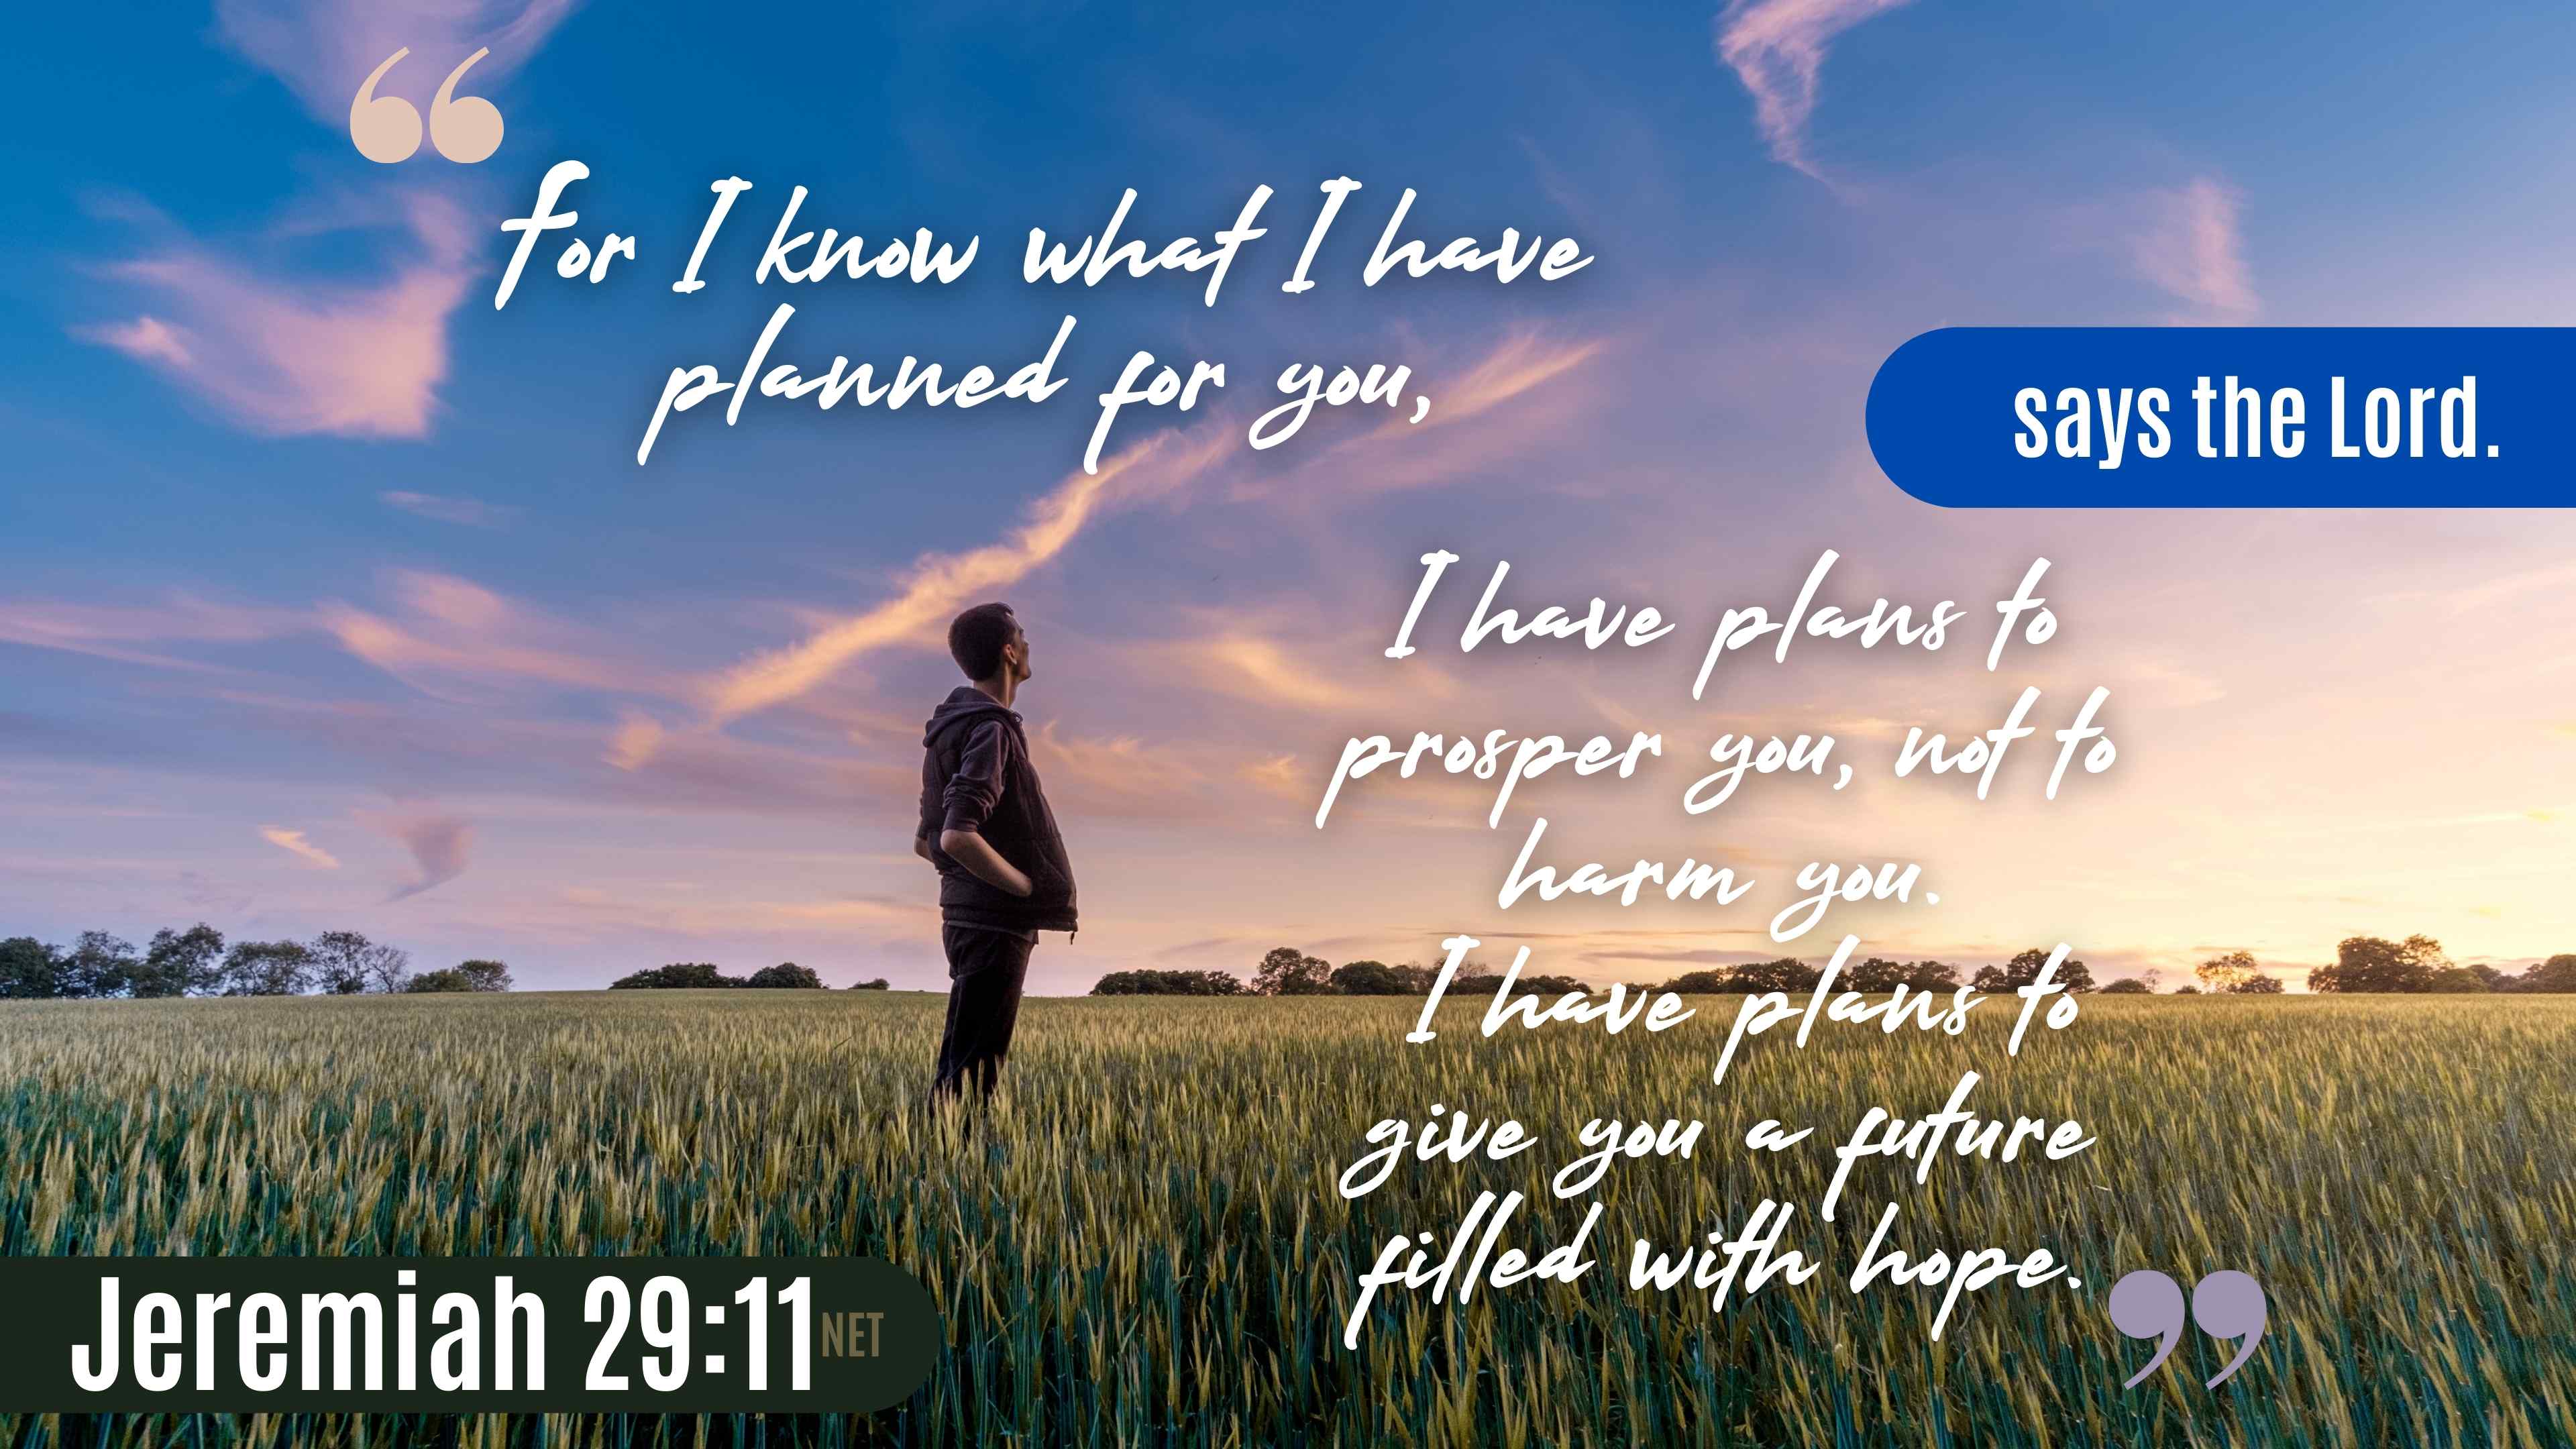 “
for I know what I have
planned for you,
says the Lord.
I have plans to
prosper you, not to
harm you.
I have plans to
give you a future
filled with hope.
”
Jeremiah 29:11 NET